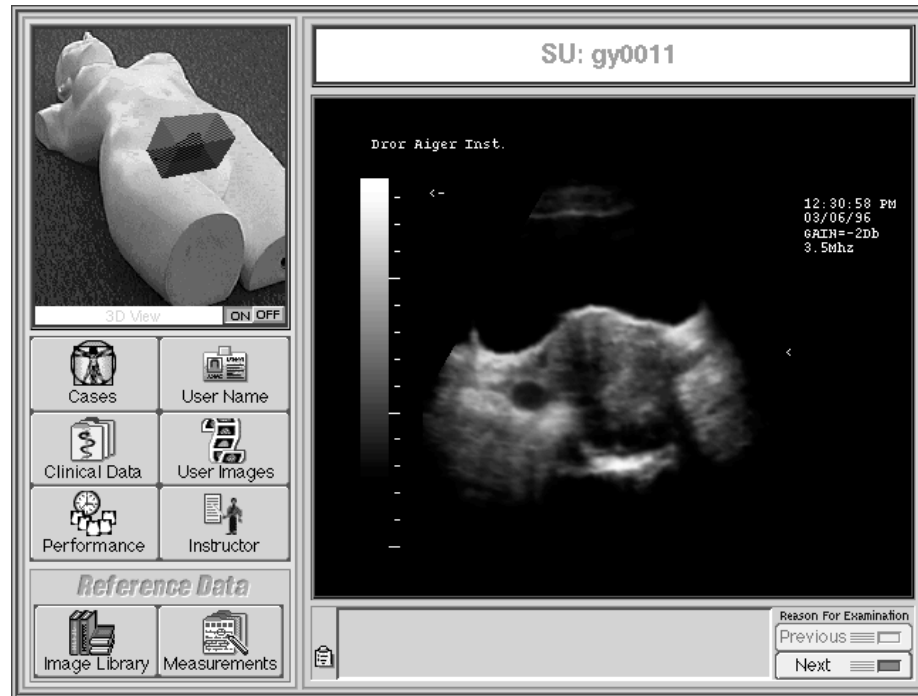 SU: gy0011
Dror Aiger Inst.
<-
12:30:58 PM
03/06/96
GAIN=-2Db
3.5Mhz
<
3D View
ON OFF
Cases
User Name
Clinical Data
User Images
Performance
Instructor
Reference Data
Image Library
Measurements
Reason For Examination
Previous
Next